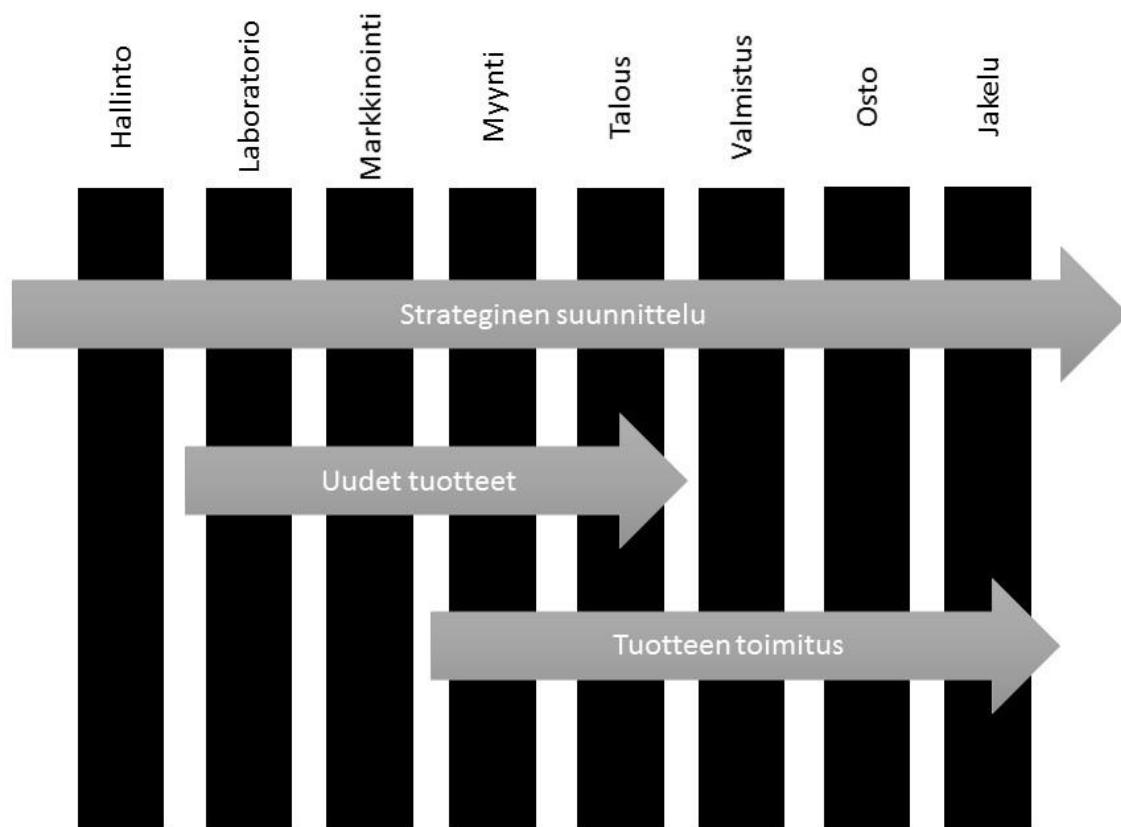 Hallinto
Laboratorio
Markkinointi
Myynti
Talous
Valmistus
Osto
Jakelu
Strateginen suunnittelu
Uudet tuotteet
Tuotteen toimitus